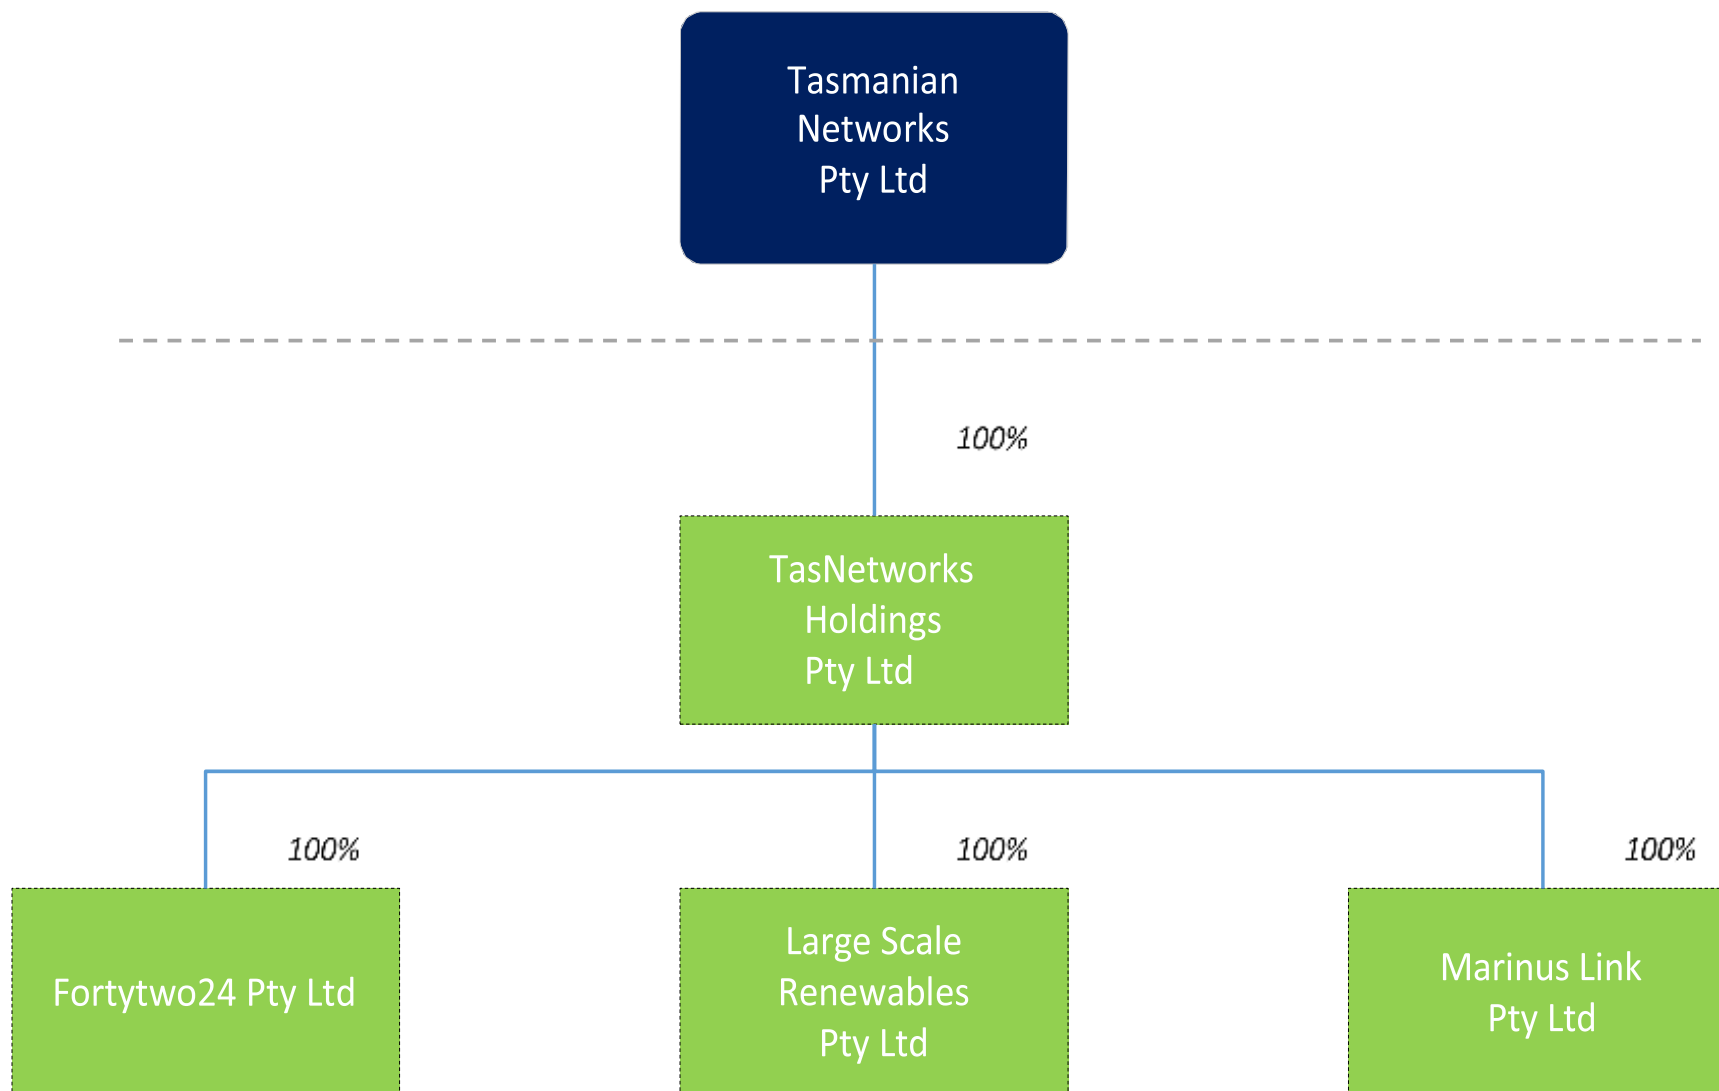 Tasmanian
Networks
Pty Ltd
100%
TasNetworks
Holdings
Pty Ltd
100%
100%
100%
Fortytwo24 Pty Ltd
Large Scale
Renewables
Pty Ltd
Marinus Link
Pty Ltd